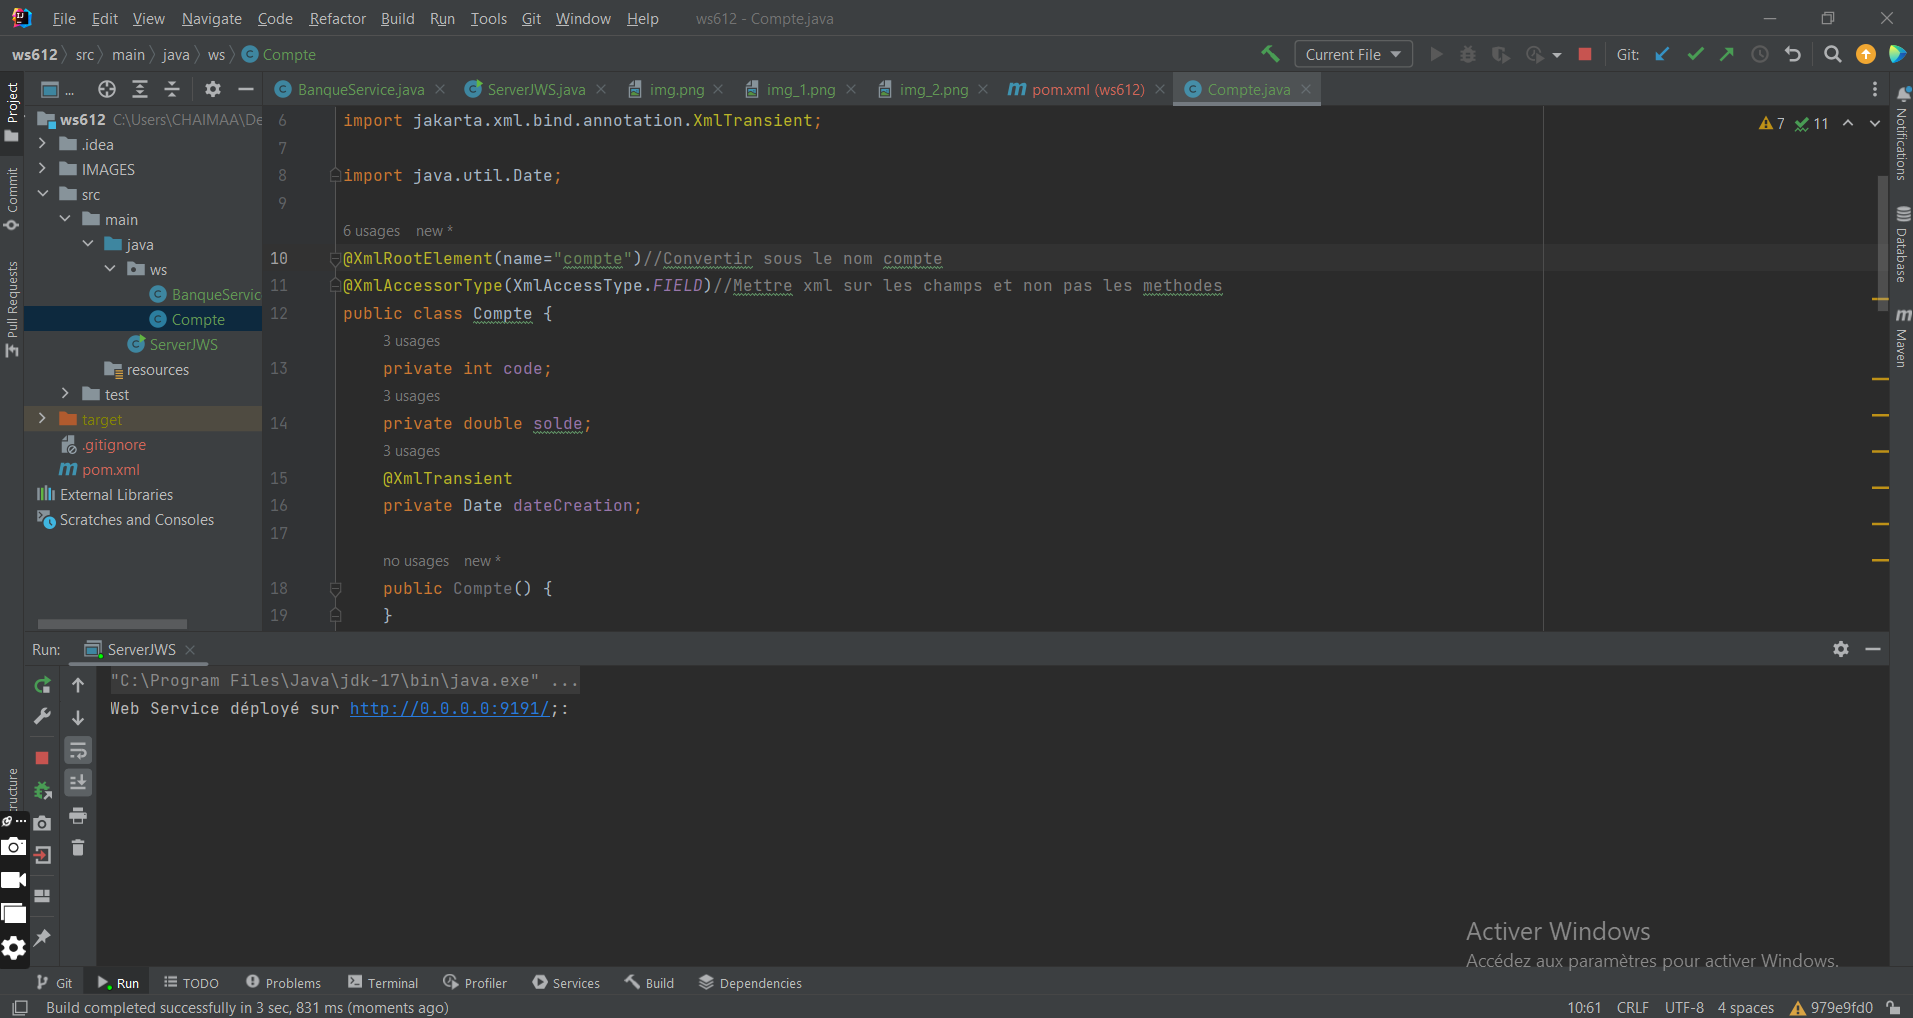 File Edit View Navigate Code Refactor Build Run Tools Git Window Help ws612 - Compte.java
ws612 src main java ws Compte
Current File Git:
... BanqueService.java ServerJWS.java img.png img_1.png img_2.png pom.xml (ws612) Compte.java
Project
Commit
Pull Requests
ws612 C:\Users\CHAIMAA\De
.idea
IMAGES
src
main
java
ws
BanqueServic
Compte
ServerJWS
resources
test
target
.gitignore
pom.xml
External Libraries
Scratches and Consoles
7 11
6 import jakarta.xml.bind.annotation.XmlTransient;
7
8 import java.util.Date;
9
6 usages new *
10 @XmlRootElement(name="compte")//Convertir sous le nom compte
11 @XmlAccessorType(XmlAccessType.FIELD)//Mettre xml sur les champs et non pas les methodes
12 public class Compte {
3 usages
13 private int code;
3 usages
14 private double solde;
3 usages
15 @XmlTransient
16 private Date dateCreation;
17
no usages new *
18 public Compte() {
19 }
Notifications
Database
Maven
Run: ServerJWS
"C:\Program Files\Java\jdk-17\bin\java.exe" ...
Web Service déployé sur http://0.0.0.0:9191/;:
ructure
Activer Windows
Accédez aux paramètres pour activer Windows.
Git Run TODO Problems Terminal Profiler Services Build Dependencies
Build completed successfully in 3 sec, 831 ms (moments ago) 10:61 CRLF UTF-8 4 spaces 979e9fd0